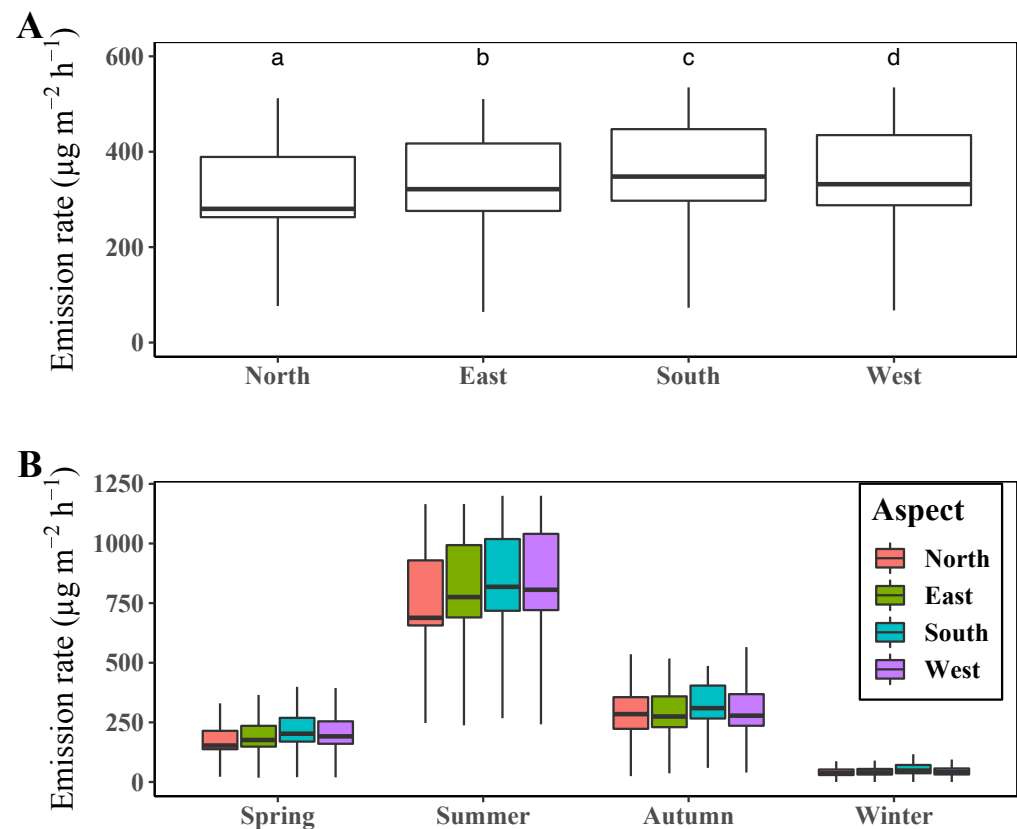 A
Emission rate (µg m⁻² h⁻¹)
600
400
200
0
a b c d
North East South West
B
Emission rate (µg m⁻² h⁻¹)
1250
1000
750
500
250
0
Aspect
North
East
South
West
Spring Summer Autumn Winter